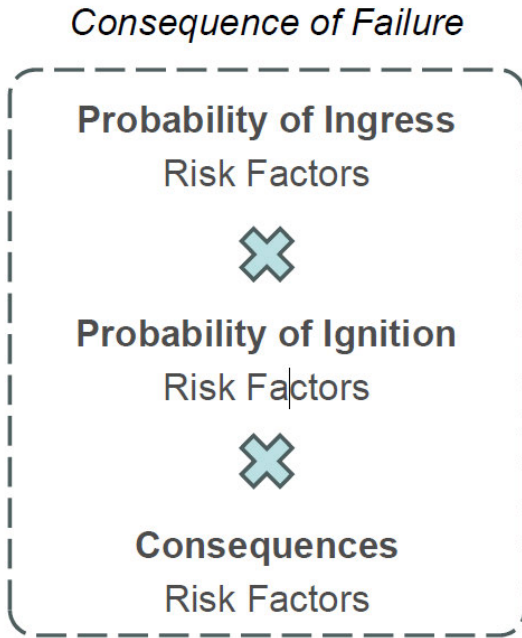 Consequence of Failure
Probability of Ingress
Risk Factors
Probability of Ignition
Risk Factors
Consequences
Risk Factors